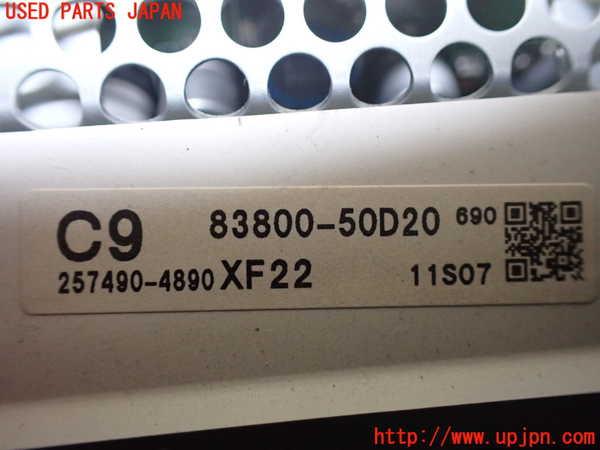 USED PARTS JAPAN
C9 83800-50D20 690
257490-4890 XF22 11S07
http://www.upjpn.com/